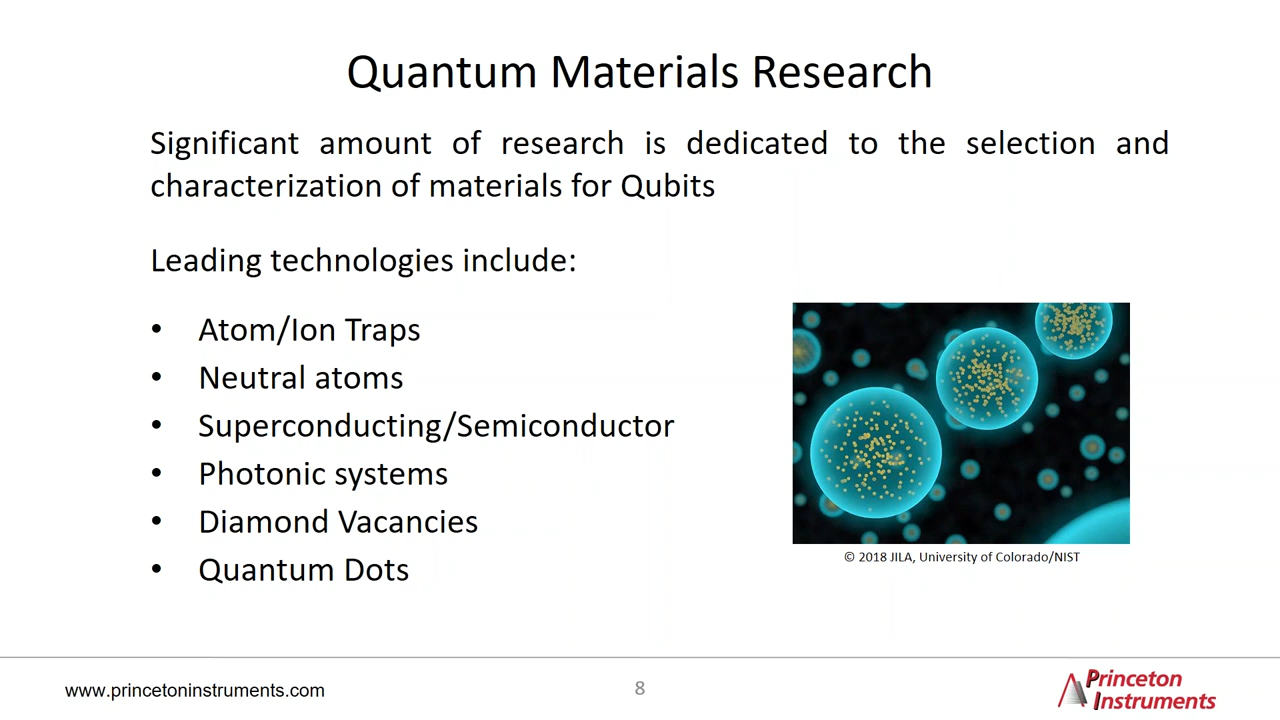 Quantum Materials Research
Significant amount of research is dedicated to the selection and
characterization of materials for Qubits
Leading technologies include:
• Atom/Ion Traps
• Neutral atoms
• Superconducting/Semiconductor
• Photonic systems
• Diamond Vacancies
• Quantum Dots
© 2018 JILA, University of Colorado/NIST
www.princetoninstruments.com
8
Princeton
Instruments